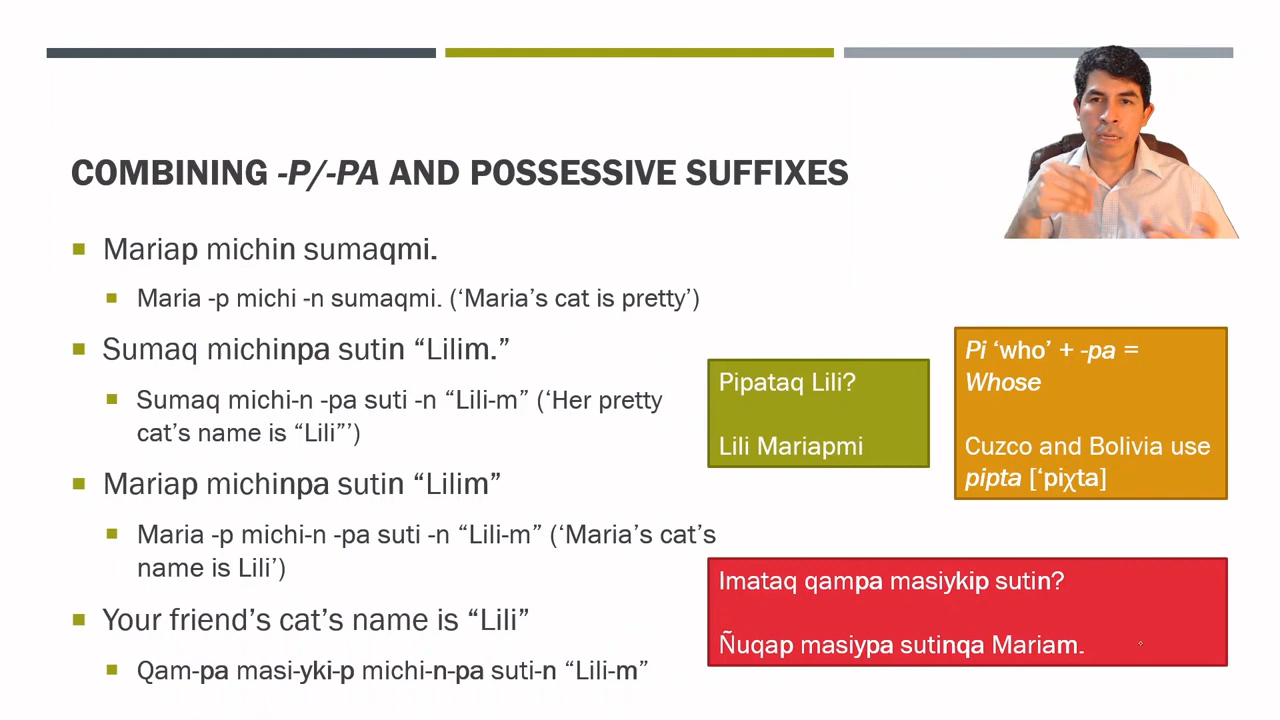 COMBINING -P/-PA AND POSSESSIVE SUFFIXES
Mariap michin sumaqmi.
Maria -p michi -n sumaqmi. (‘Maria’s cat is pretty’)
Sumaq michinpa sutin “Lilim.”
Sumaq michi-n -pa suti -n “Lili-m” (‘Her pretty
cat’s name is “Lili”’)
Mariap michinpa sutin “Lilim”
Maria -p michi-n -pa suti -n “Lili-m” (‘Maria’s cat’s
name is Lili’)
Your friend’s cat’s name is “Lili”
Qam-pa masi-yki-p michi-n-pa suti-n “Lili-m”
Pipataq Lili?
Lili Mariapmi
Pi ‘who’ + -pa =
Whose
Cuzco and Bolivia use
pipta [‘piχta]
Imataq qampa masiykip sutin?
Ñuqap masiypa sutinqa Mariam.